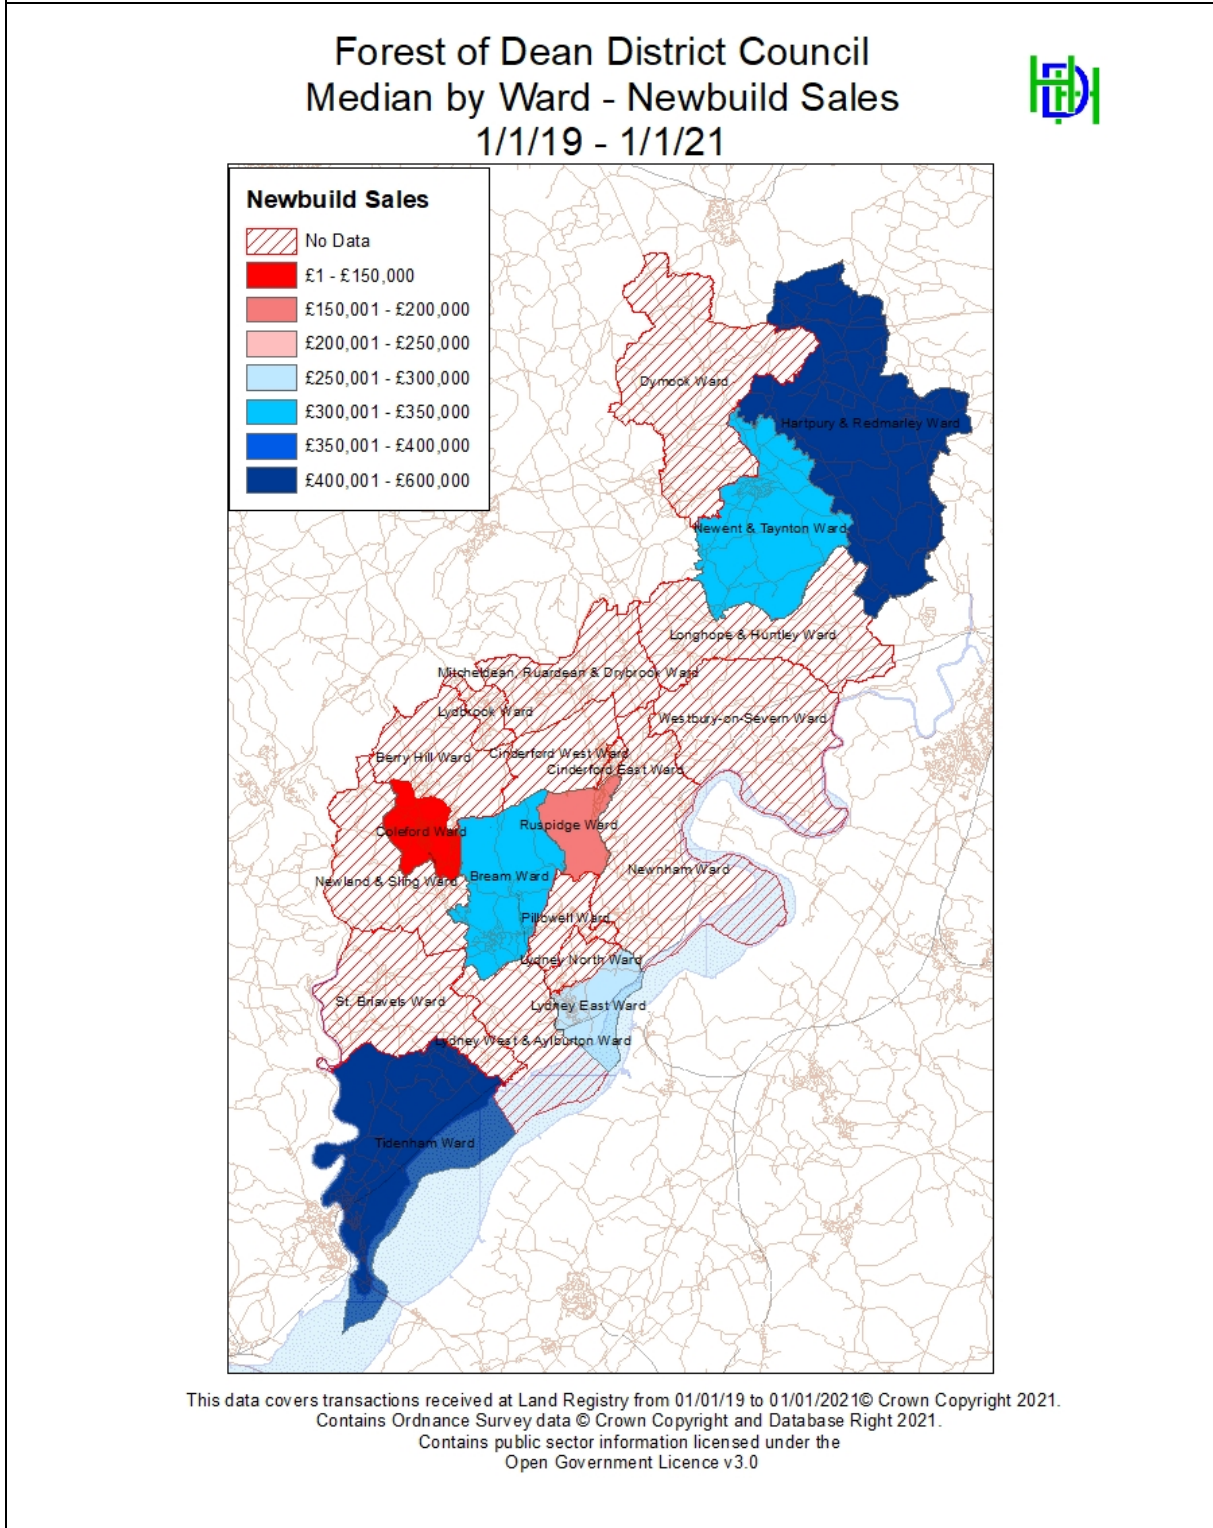 Forest of Dean District Council
Median by Ward - Newbuild Sales
1/1/19 - 1/1/21
HDH
Newbuild Sales
No Data
£1 - £150,000
£150,001 - £200,000
£200,001 - £250,000
£250,001 - £300,000
£300,001 - £350,000
£350,001 - £400,000
£400,001 - £600,000
Dymock Ward
Hartpury & Redmarley Ward
Newent & Taynton Ward
Longhope & Huntley Ward
Mitcheldean, Ruardean & Drybrook Ward
Lydbrook Ward
Westbury-on-Severn Ward
Berry Hill Ward
Cinderford West Ward
Cinderford East Ward
Coleford Ward
Ruspidge Ward
Newland & Sling Ward
Bream Ward
Newnham Ward
Pillowell Ward
Lydney North Ward
St. Briavels Ward
Lydney East Ward
Lydney West & Aylburton Ward
Tidenham Ward
This data covers transactions received at Land Registry from 01/01/19 to 01/01/2021© Crown Copyright 2021.
Contains Ordnance Survey data © Crown Copyright and Database Right 2021.
Contains public sector information licensed under the
Open Government Licence v3.0